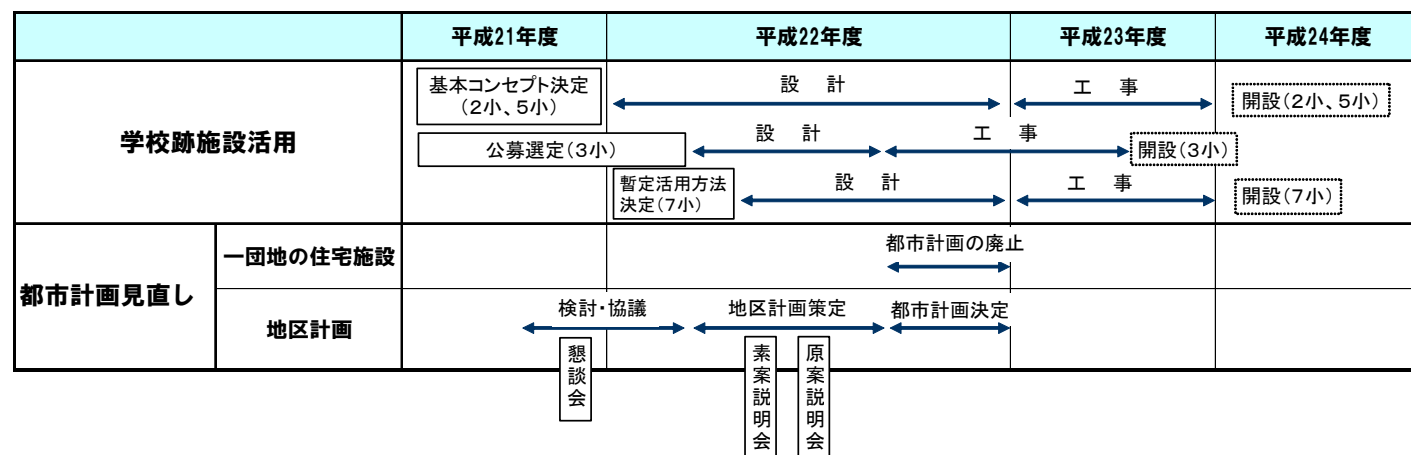 平成21年度
平成22年度
平成23年度
平成24年度
学校跡施設活用
基本コンセプト決定
(2小、5小)
設 計
工 事
開設(2小、5小)
公募選定(3小)
設 計
工 事
開設(3小)
暫定活用方法
決定(7小)
設 計
工 事
開設(7小)
都市計画見直し
一団地の住宅施設
都市計画の廃止
地区計画
検討・協議
地区計画策定
都市計画決定
懇談会
素案説明会
原案説明会